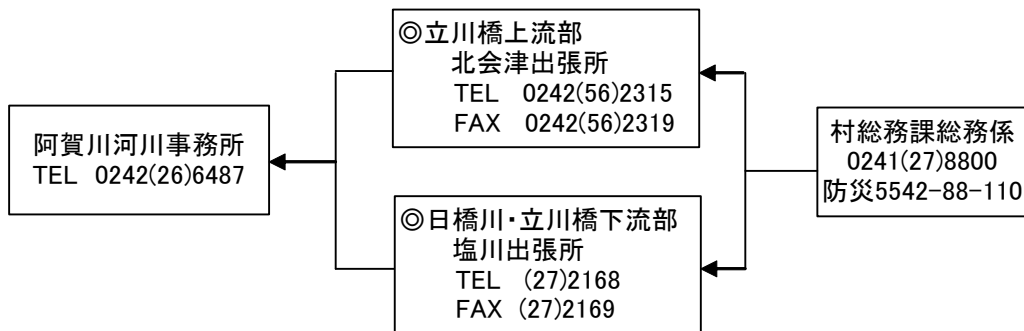 ◎立川橋上流部
北会津出張所
TEL 0242(56)2315
FAX 0242(56)2319
阿賀川河川事務所
TEL 0242(26)6487
村総務課総務係
0241(27)8800
防災5542-88-110
◎日橋川・立川橋下流部
塩川出張所
TEL (27)2168
FAX (27)2169